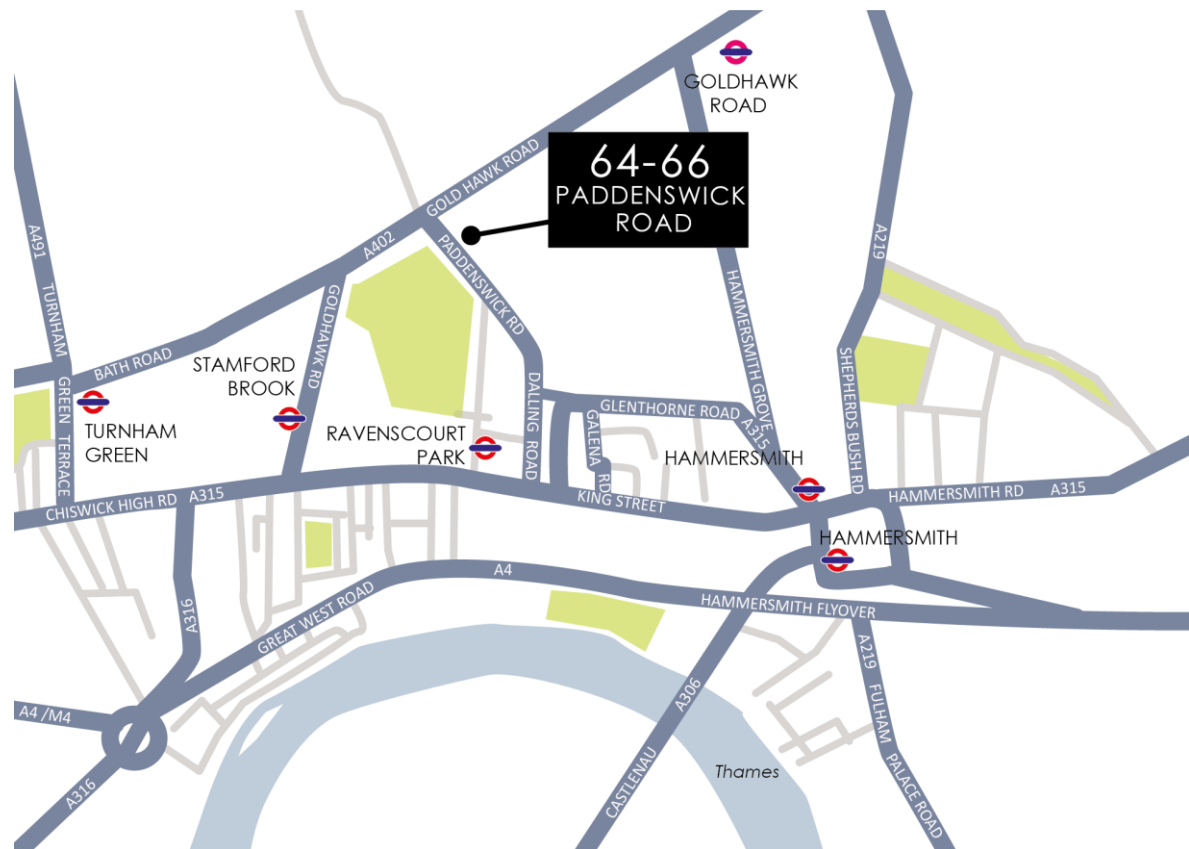 GOLDHAWK
ROAD
64-66
PADDENSWICK
ROAD
GOLD HAWK ROAD
A402
A219
A491
TURNHAM
GREEN TERRACE
BATH ROAD
PADDENSWICK RD
GOLDHAWK RD
HAMMERSMITH GROVE
SHEPHERDS BUSH RD
STAMFORD
BROOK
TURNHAM
GREEN
RAVENSCOURT
PARK
DALLING ROAD
GLENTHORNE ROAD
A315
GALENA RD
HAMMERSMITH
CHISWICK HIGH RD A315
KING STREET
HAMMERSMITH RD A315
HAMMERSMITH
A316
GREAT WEST ROAD
A4
HAMMERSMITH FLYOVER
A219 FULHAM PALACE ROAD
A306
CASTLENAU
A4 /M4
A316
Thames